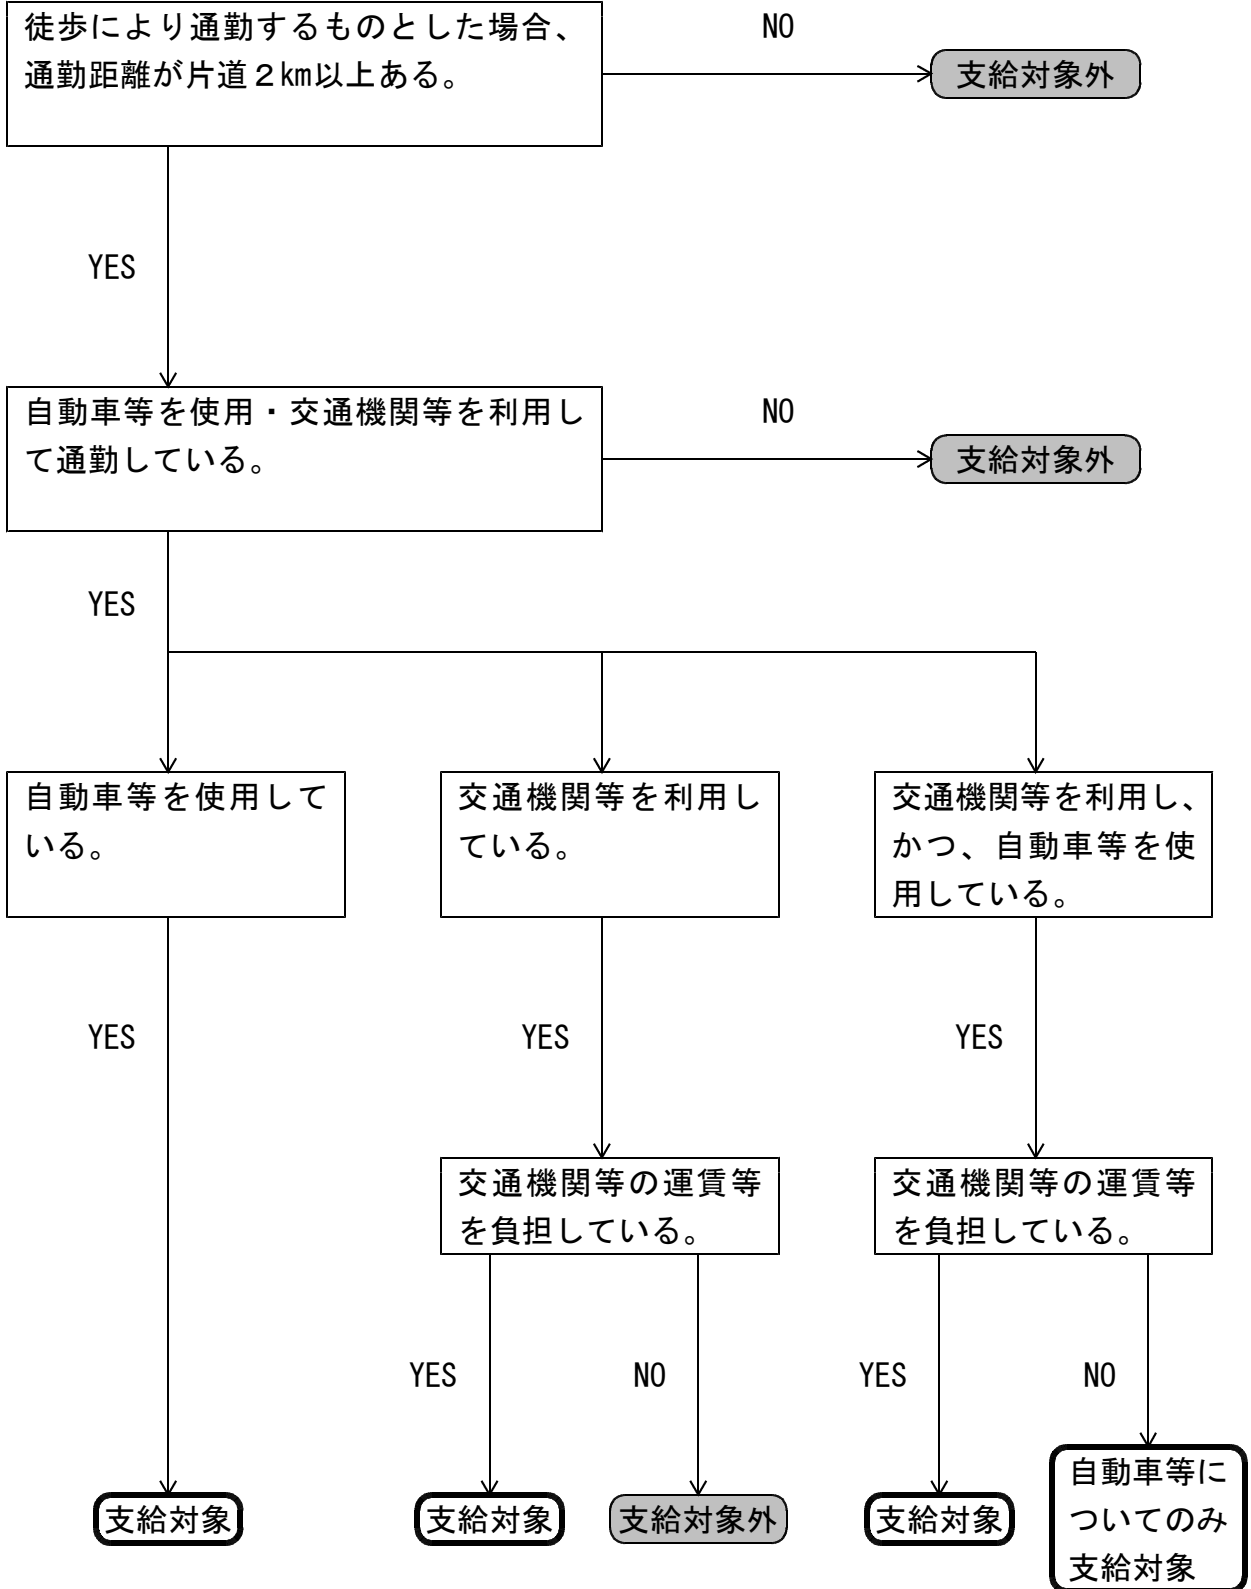 徒歩により通勤するものとした場合、
通勤距離が片道２㎞以上ある。
NO
支給対象外
YES
自動車等を使用・交通機関等を利用し
て通勤している。
NO
支給対象外
YES
自動車等を使用して
いる。
交通機関等を利用し
ている。
交通機関等を利用し、
かつ、自動車等を使
用している。
YES
YES
YES
交通機関等の運賃等
を負担している。
交通機関等の運賃等
を負担している。
YES
NO
YES
NO
支給対象
支給対象
支給対象外
支給対象
自動車等に
ついてのみ
支給対象